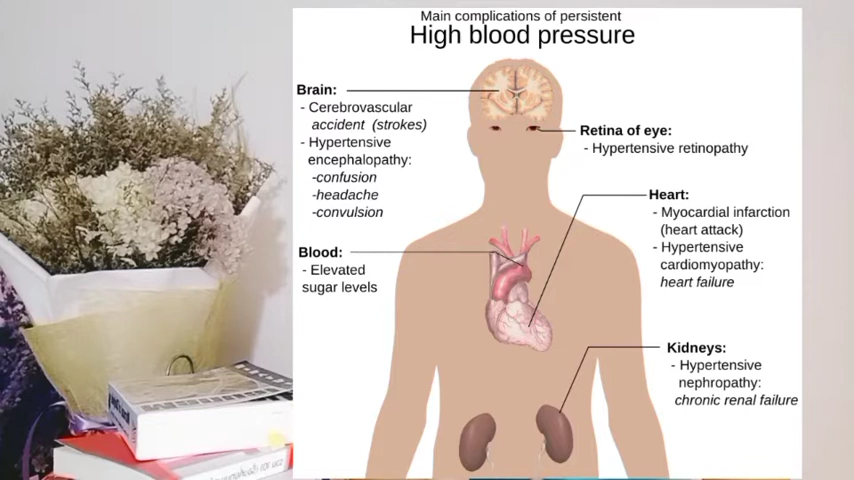 Main complications of persistent
High blood pressure
Brain:
- Cerebrovascular
accident (strokes)
- Hypertensive
encephalopathy:
-confusion
-headache
-convulsion
Blood:
- Elevated
sugar levels
Retina of eye:
- Hypertensive retinopathy
Heart:
- Myocardial infarction
(heart attack)
- Hypertensive
cardiomyopathy:
heart failure
Kidneys:
- Hypertensive
nephropathy:
chronic renal failure